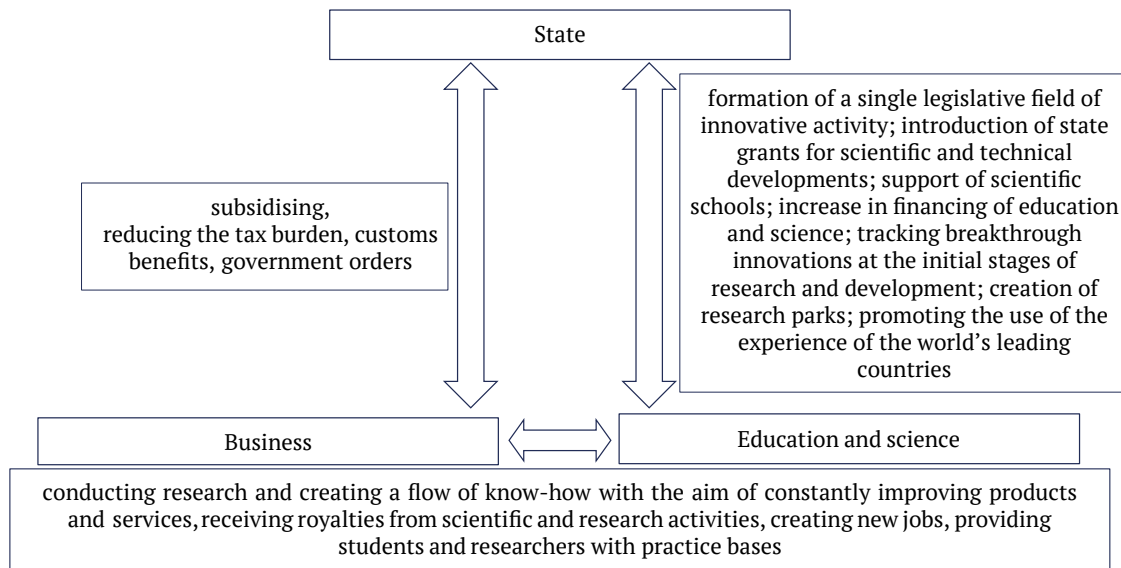 State
formation of a single legislative field of
innovative activity; introduction of state
grants for scientific and technical
developments; support of scientific
schools; increase in financing of education
and science; tracking breakthrough
innovations at the initial stages of
research and development; creation of
research parks; promoting the use of the
experience of the world’s leading
countries
subsidising,
reducing the tax burden, customs
benefits, government orders
Business
Education and science
conducting research and creating a flow of know-how with the aim of constantly improving products
and services, receiving royalties from scientific and research activities, creating new jobs, providing
students and researchers with practice bases